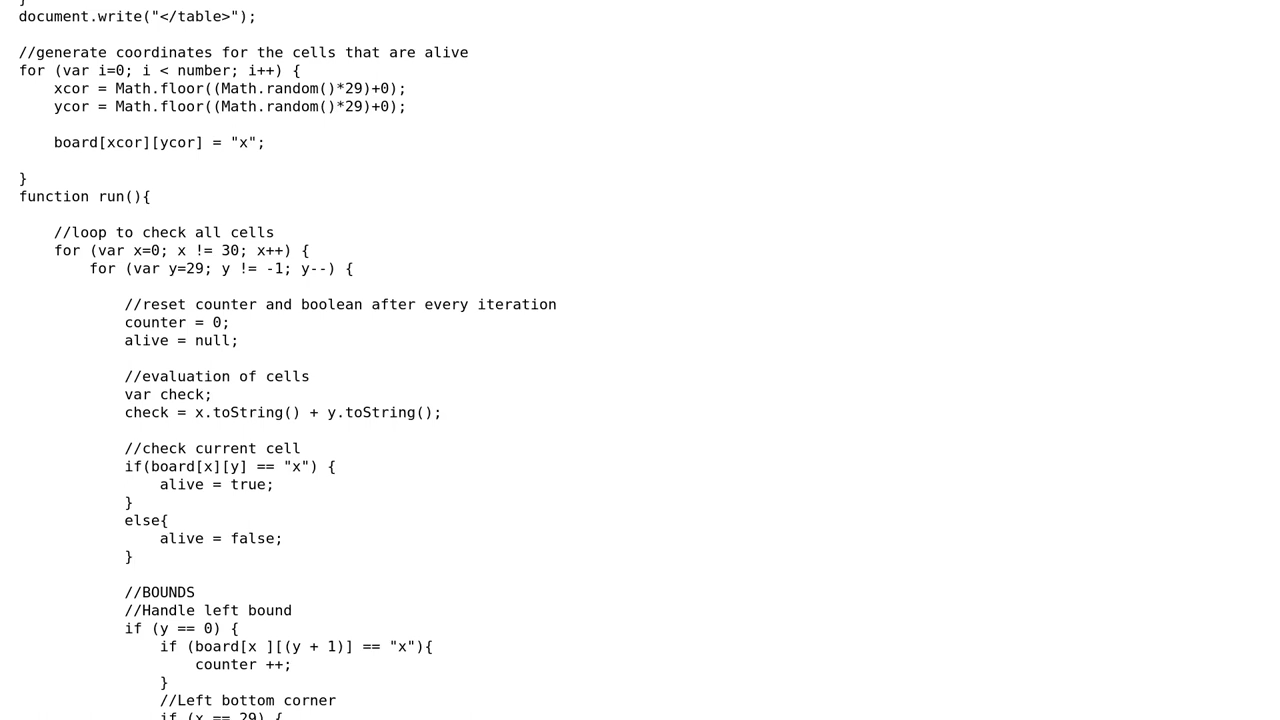 }
document.write("</table>");
//generate coordinates for the cells that are alive
for (var i=0; i < number; i++) {
    xcor = Math.floor((Math.random()*29)+0);
    ycor = Math.floor((Math.random()*29)+0);
    board[xcor][ycor] = "x";
}
function run(){
    //loop to check all cells
    for (var x=0; x != 30; x++) {
        for (var y=29; y != -1; y--) {
            //reset counter and boolean after every iteration
            counter = 0;
            alive = null;
            //evaluation of cells
            var check;
            check = x.toString() + y.toString();
            //check current cell
            if(board[x][y] == "x") {
                alive = true;
            }
            else{
                alive = false;
            }
            //BOUNDS
            //Handle left bound
            if (y == 0) {
                if (board[x ][(y + 1)] == "x"){
                    counter ++;
                }
                //Left bottom corner
                if (x == 29) {